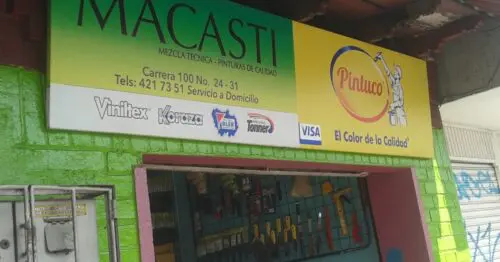 MACASTI
MEZCLA TECNICA - PINTURAS DE CALIDAD
Carrera 100 No. 24 - 31
Tels: 421 73 51 Servicio a Domicilio
Viniltex Koraza Tonner
VISA
Pintuco
El Color de la Calidad